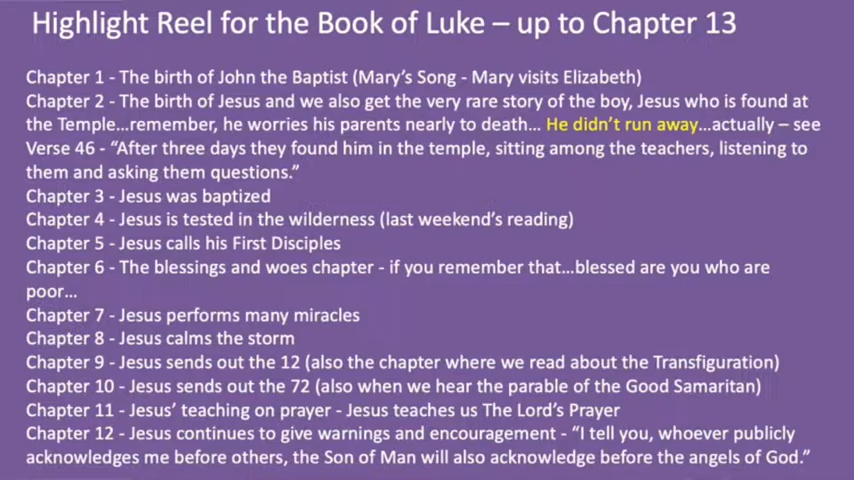 Highlight Reel for the Book of Luke – up to Chapter 13
Chapter 1 - The birth of John the Baptist (Mary's Song - Mary visits Elizabeth)
Chapter 2 - The birth of Jesus and we also get the very rare story of the boy, Jesus who is found at
the Temple…remember, he worries his parents nearly to death… He didn't run away…actually – see
Verse 46 - “After three days they found him in the temple, sitting among the teachers, listening to
them and asking them questions.”
Chapter 3 - Jesus was baptized
Chapter 4 - Jesus is tested in the wilderness (last weekend's reading)
Chapter 5 - Jesus calls his First Disciples
Chapter 6 - The blessings and woes chapter - if you remember that…blessed are you who are
poor…
Chapter 7 - Jesus performs many miracles
Chapter 8 - Jesus calms the storm
Chapter 9 - Jesus sends out the 12 (also the chapter where we read about the Transfiguration)
Chapter 10 - Jesus sends out the 72 (also when we hear the parable of the Good Samaritan)
Chapter 11 - Jesus' teaching on prayer - Jesus teaches us The Lord's Prayer
Chapter 12 - Jesus continues to give warnings and encouragement - “I tell you, whoever publicly
acknowledges me before others, the Son of Man will also acknowledge before the angels of God.”